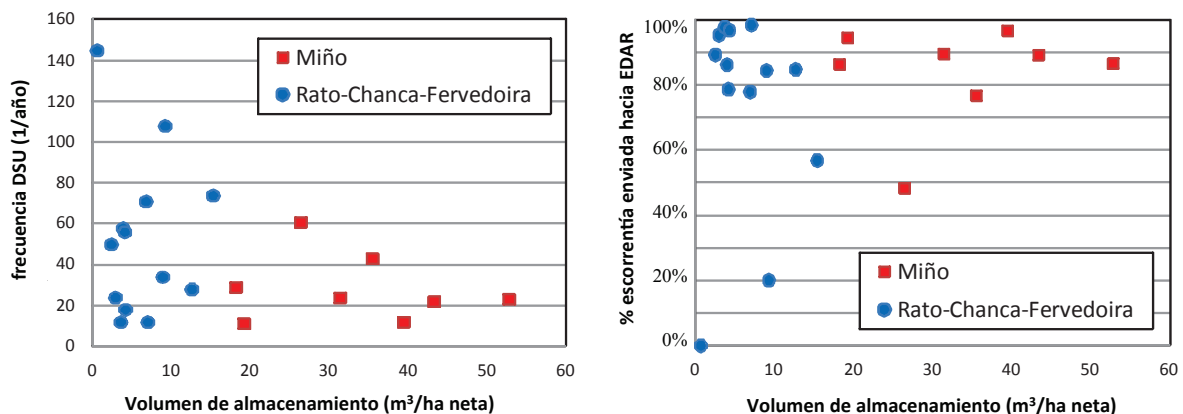 160
140
120
100
80
60
40
20
0
frecuencia DSU (1/año)
Miño
Rato-Chanca-Fervedoira
0 10 20 30 40 50 60
Volumen de almacenamiento (m³/ha neta)
100%
80%
60%
40%
20%
0%
% escorrentía enviada hacia EDAR
Miño
Rato-Chanca-Fervedoira
0 10 20 30 40 50 60
Volumen de almacenamiento (m³/ha neta)